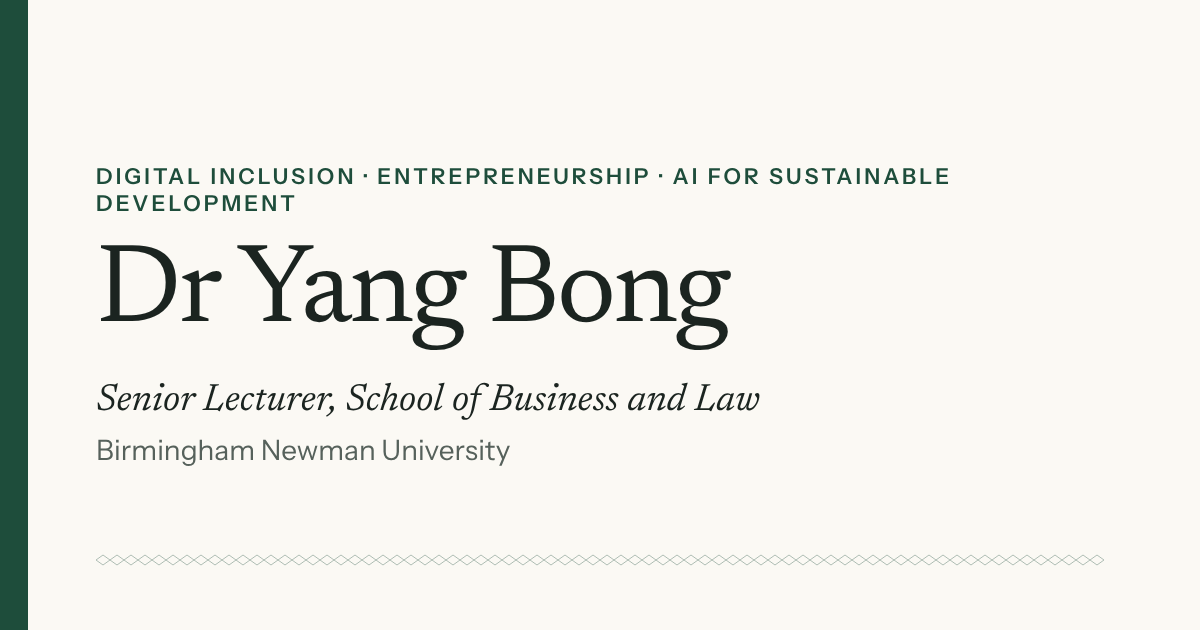 DIGITAL INCLUSION · ENTREPRENEURSHIP · AI FOR SUSTAINABLE
DEVELOPMENT
Dr Yang Bong
Senior Lecturer, School of Business and Law
Birmingham Newman University